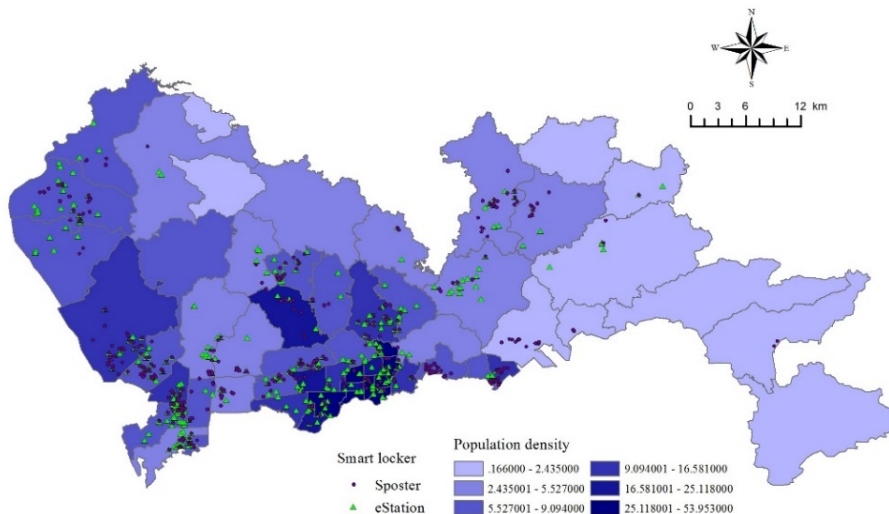 N
W E
S
0 3 6 12 km
Smart locker
Sposter
eStation
Population density
.166000 - 2.435000
2.435001 - 5.527000
5.527001 - 9.094000
9.094001 - 16.581000
16.581001 - 25.118000
25.118001 - 53.953000